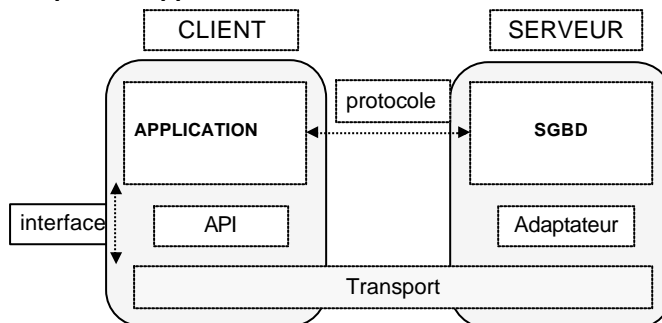 CLIENT
SERVEUR
protocole
APPLICATION
SGBD
interface
API
Adaptateur
Transport